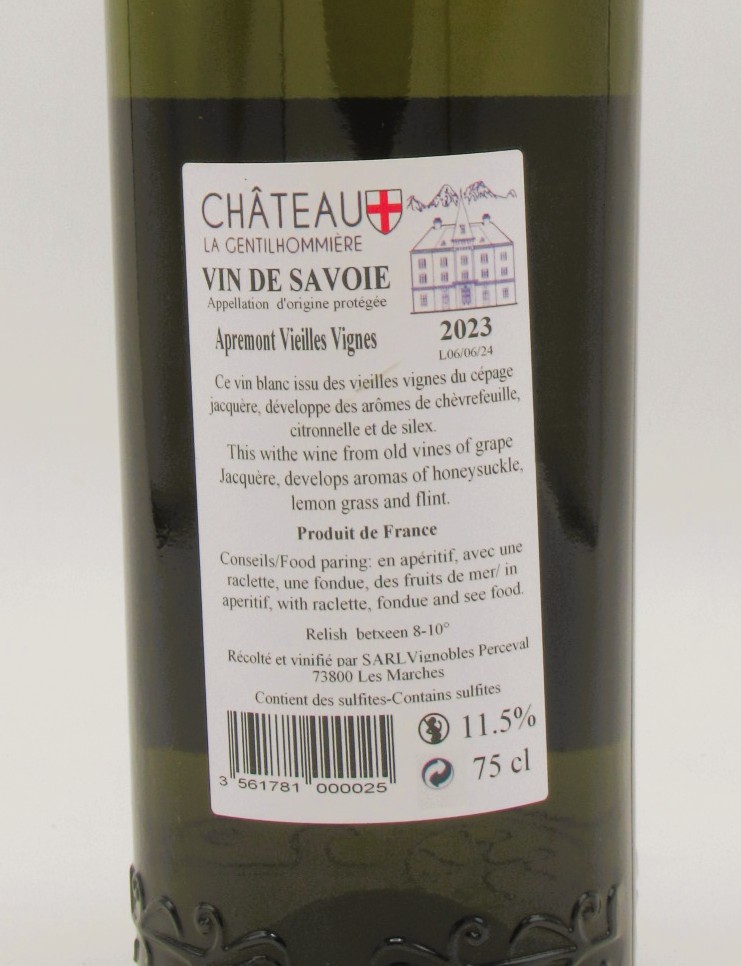 CHÂTEAU
LA GENTILHOMMIÈRE
VIN DE SAVOIE
Appellation d'origine protégée
Apremont Vieilles Vignes
2023
L06/06/24
Ce vin blanc issu des vieilles vignes du cépage
jacquère, développe des arômes de chèvrefeuille,
citronnelle et de silex.
This withe wine from old vines of grape
Jacquère, develops aromas of honeysuckle,
lemon grass and flint.
Produit de France
Conseils/Food paring: en apéritif, avec une
raclette, une fondue, des fruits de mer/ in
aperitif, with raclette, fondue and see food.
Relish betxeen 8-10°
Récolté et vinifié par SARL Vignobles Perceval
73800 Les Marches
Contient des sulfites-Contains sulfites
11.5%
75 cl
3 561781 000025